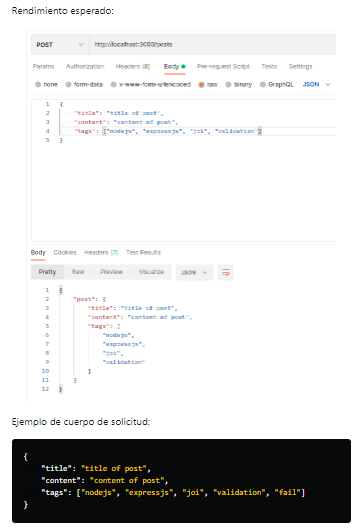 Rendimiento esperado:
POST http://localhost:3000/posts
Params Authorization Headers (8) Body Pre-request Script Tests Settings
none form-data x-www-form-urlencoded raw binary GraphQL JSON
1 {
2 "title": "title of post",
3 "content": "content of post",
4 "tags": ["nodejs", "expressjs", "joi", "validation"]
5 }
Body Cookies Headers (7) Test Results
Pretty Raw Preview Visualize JSON
1 {
2 "post": {
3 "title": "title of post",
4 "content": "content of post",
5 "tags": [
6 "nodejs",
7 "expressjs",
8 "joi",
9 "validation"
10 ]
11 }
12 }
Ejemplo de cuerpo de solicitud:
{
"title": "title of post",
"content": "content of post",
"tags": ["nodejs", "expressjs", "joi", "validation", "fail"]
}